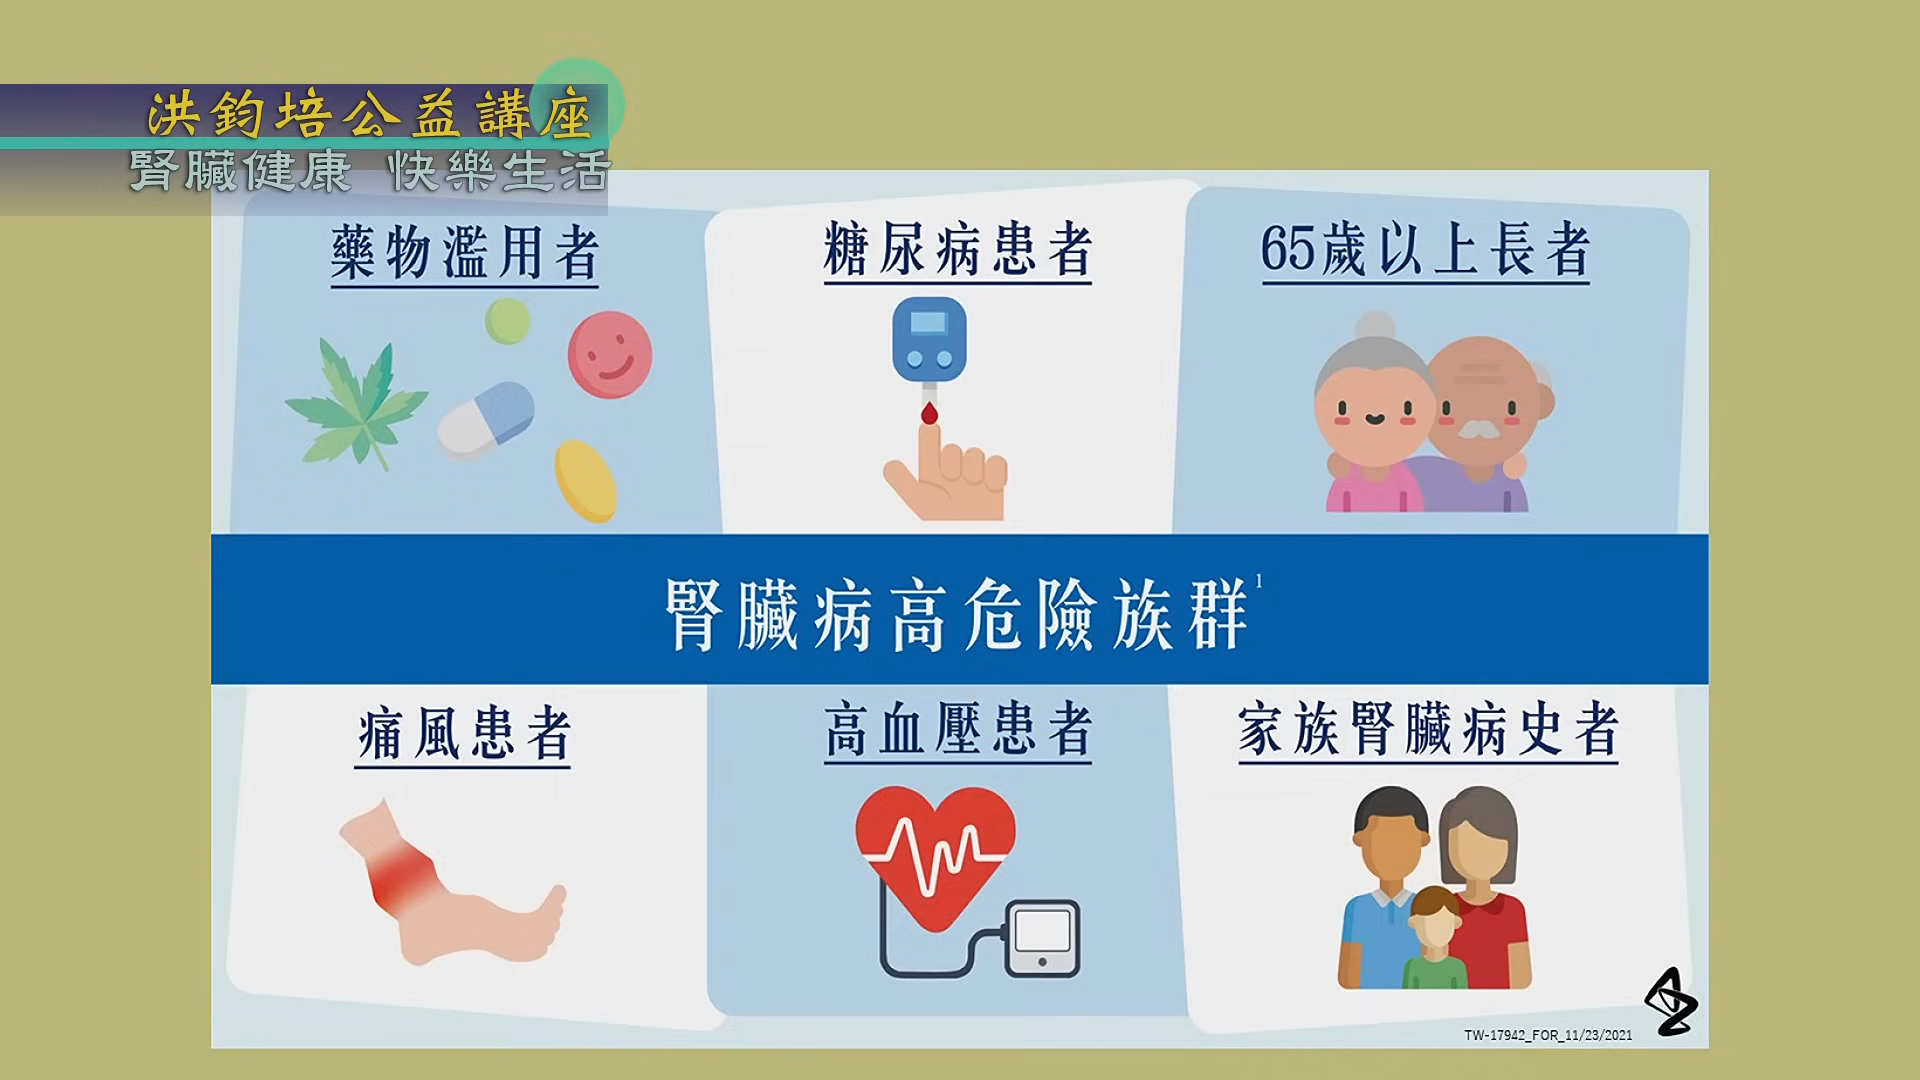 洪鈞培公益講座
腎臟健康 快樂生活
藥物濫用者
糖尿病患者
65歲以上長者
腎臟病高危險族群1
痛風患者
高血壓患者
家族腎臟病史者
TW-17942_FOR_11/23/2021